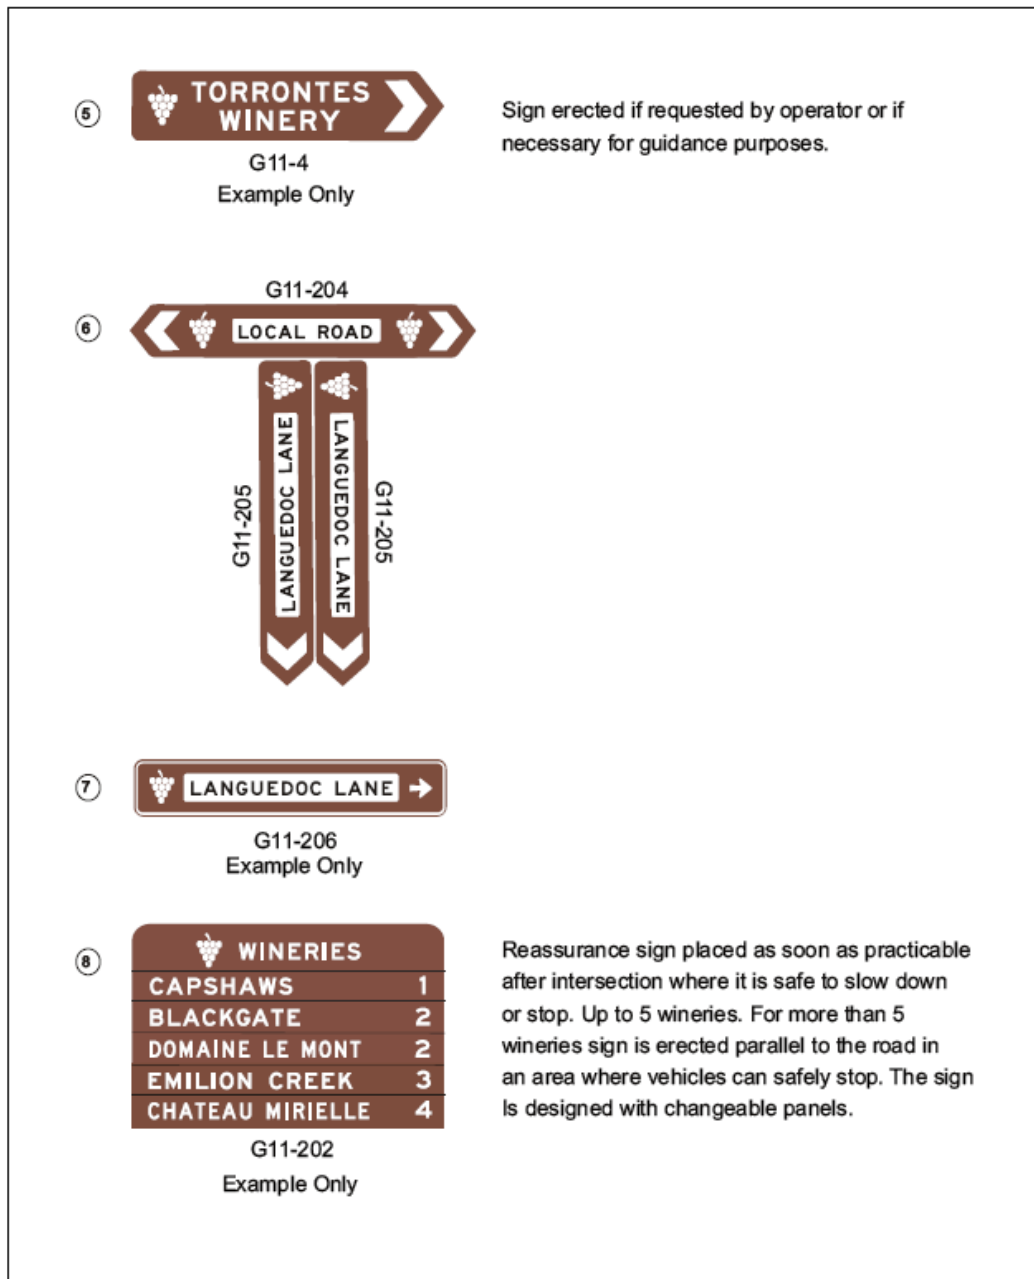 5
TORRONTES
WINERY
G11-4
Example Only
Sign erected if requested by operator or if
necessary for guidance purposes.
G11-204
6
LOCAL ROAD
G11-205
LANGUEDOC LANE
LANGUEDOC LANE
G11-205
7
LANGUEDOC LANE
G11-206
Example Only
8
WINERIES
CAPSHAWS 1
BLACKGATE 2
DOMAINE LE MONT 2
EMILION CREEK 3
CHATEAU MIRIELLE 4
G11-202
Example Only
Reassurance sign placed as soon as practicable
after intersection where it is safe to slow down
or stop. Up to 5 wineries. For more than 5
wineries sign is erected parallel to the road in
an area where vehicles can safely stop. The sign
Is designed with changeable panels.